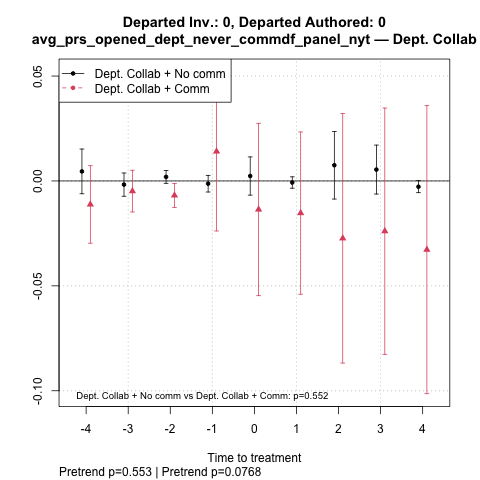 Departed Inv.: 0, Departed Authored: 0
avg_prs_opened_dept_never_commdf_panel_nyt — Dept. Collab
0.05
0.00
-0.05
-0.10
Dept. Collab + No comm
Dept. Collab + Comm
Dept. Collab + No comm vs Dept. Collab + Comm: p=0.552
-4 -3 -2 -1 0 1 2 3 4
Time to treatment
Pretrend p=0.553 | Pretrend p=0.0768